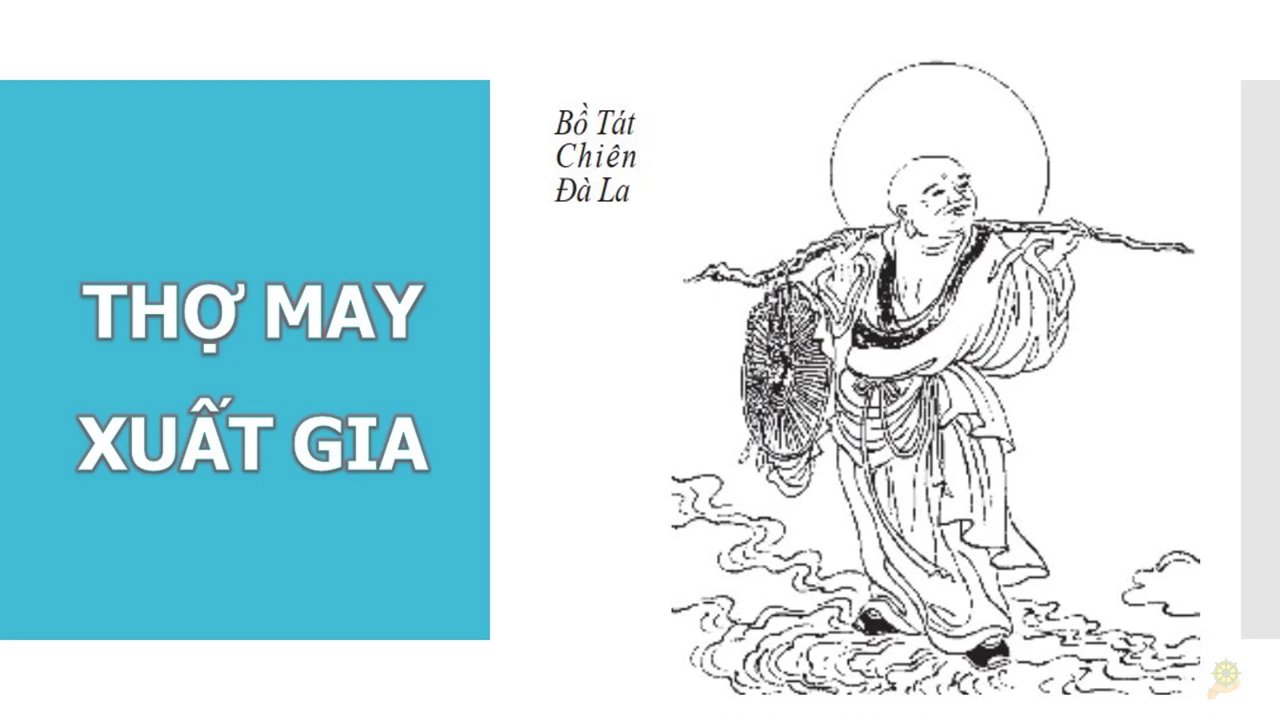 THỢ MAY
XUẤT GIA
Bồ Tát
Chiên
Đà La